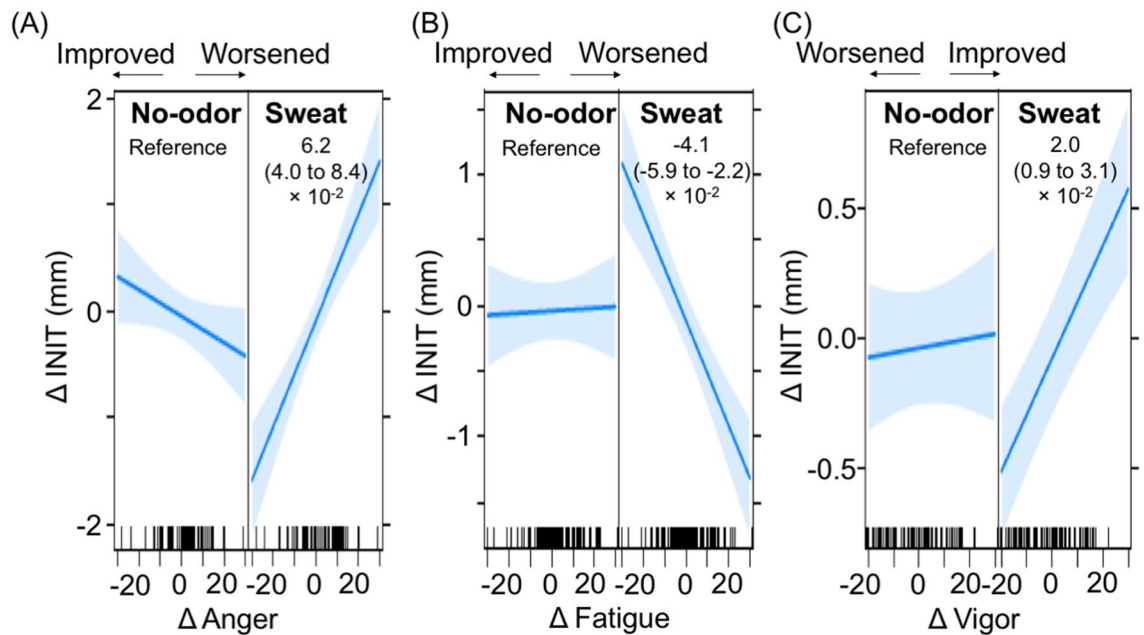 (A)
Improved Worsened
No-odor Sweat
Reference 6.2
(4.0 to 8.4)
× 10-2
2
0
-2
Δ INIT (mm)
-20 0 20 -20 0 20
Δ Anger
(B)
Improved Worsened
No-odor Sweat
Reference -4.1
(-5.9 to -2.2)
× 10-2
1
0
-1
Δ INIT (mm)
-20 0 20 -20 0 20
Δ Fatigue
(C)
Worsened Improved
No-odor Sweat
Reference 2.0
(0.9 to 3.1)
× 10-2
0.5
0.0
-0.5
Δ INIT (mm)
-20 0 20 -20 0 20
Δ Vigor